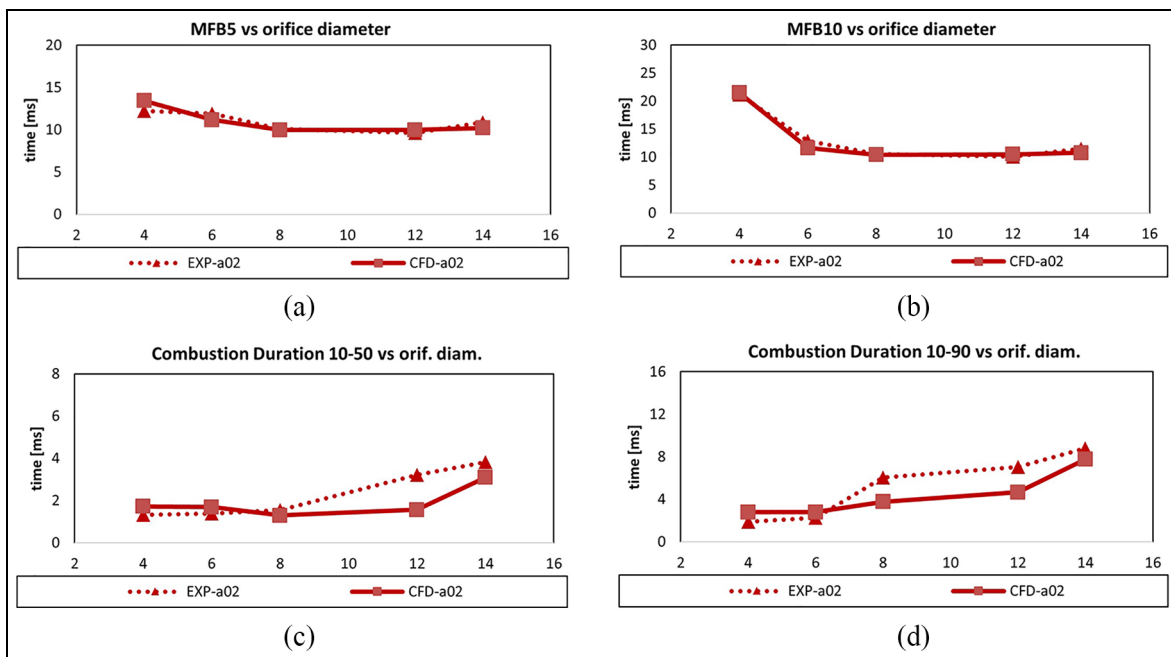 MFB5 vs orifice diameter
20
15
10
5
0
time [ms]
2 4 6 8 10 12 14 16
EXP-a02 CFD-a02
(a)
MFB10 vs orifice diameter
30
25
20
15
10
5
0
time [ms]
2 4 6 8 10 12 14 16
EXP-a02 CFD-a02
(b)
Combustion Duration 10-50 vs orif. diam.
8
6
4
2
0
time [ms]
2 4 6 8 10 12 14 16
EXP-a02 CFD-a02
(c)
Combustion Duration 10-90 vs orif. diam.
16
12
8
4
0
time [ms]
2 4 6 8 10 12 14 16
EXP-a02 CFD-a02
(d)